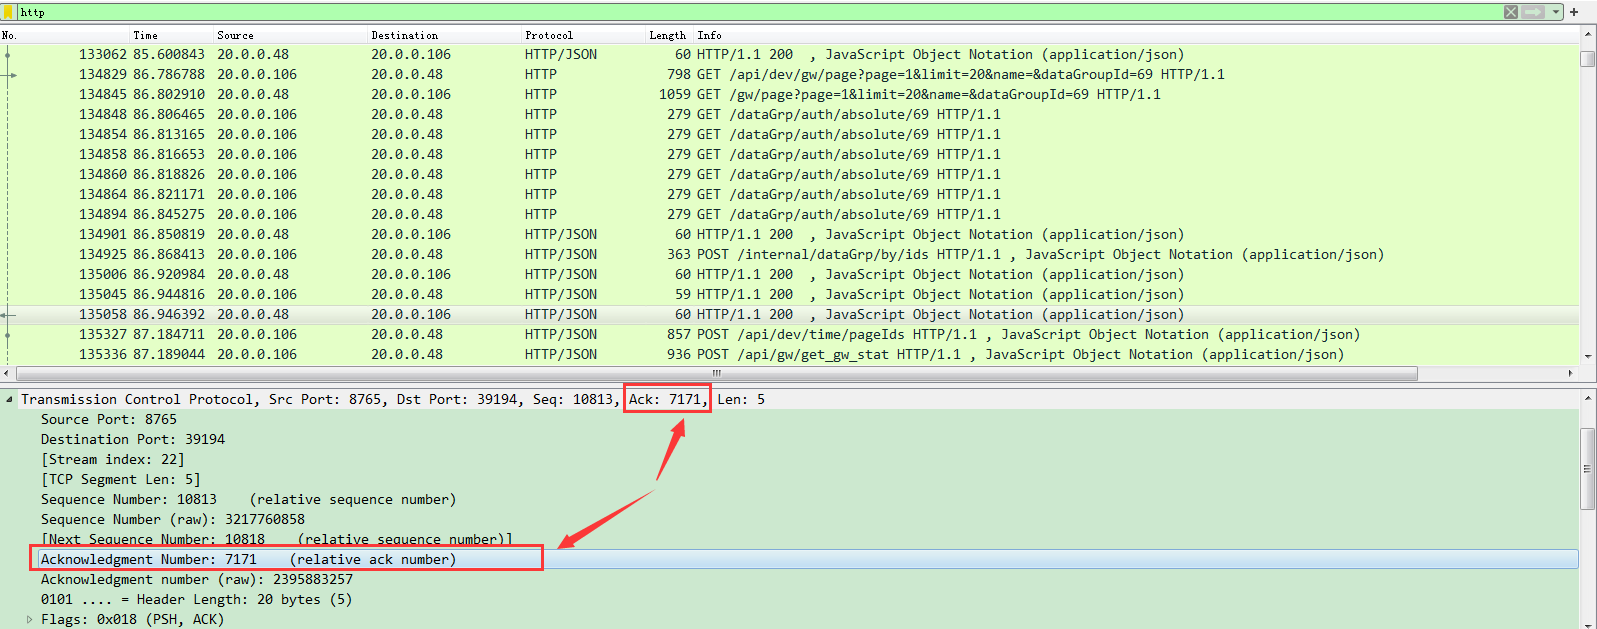 http
No. Time Source Destination Protocol Length Info
133062 85.600843 20.0.0.48 20.0.0.106 HTTP/JSON 60 HTTP/1.1 200 , JavaScript Object Notation (application/json)
134829 86.786788 20.0.0.106 20.0.0.48 HTTP 798 GET /api/dev/gw/page?page=1&limit=20&name=&dataGroupId=69 HTTP/1.1
134845 86.802910 20.0.0.106 20.0.0.48 HTTP 1059 GET /gw/page?page=1&limit=20&name=&dataGroupId=69 HTTP/1.1
134848 86.806465 20.0.0.106 20.0.0.48 HTTP 279 GET /dataGrp/auth/absolute/69 HTTP/1.1
134854 86.813165 20.0.0.106 20.0.0.48 HTTP 279 GET /dataGrp/auth/absolute/69 HTTP/1.1
134858 86.816653 20.0.0.106 20.0.0.48 HTTP 279 GET /dataGrp/auth/absolute/69 HTTP/1.1
134860 86.818826 20.0.0.106 20.0.0.48 HTTP 279 GET /dataGrp/auth/absolute/69 HTTP/1.1
134864 86.821171 20.0.0.106 20.0.0.48 HTTP 279 GET /dataGrp/auth/absolute/69 HTTP/1.1
134894 86.845275 20.0.0.106 20.0.0.48 HTTP 279 GET /dataGrp/auth/absolute/69 HTTP/1.1
134901 86.850819 20.0.0.48 20.0.0.106 HTTP/JSON 60 HTTP/1.1 200 , JavaScript Object Notation (application/json)
134925 86.868413 20.0.0.106 20.0.0.48 HTTP/JSON 363 POST /internal/dataGrp/by/ids HTTP/1.1 , JavaScript Object Notation (application/json)
135006 86.920984 20.0.0.48 20.0.0.106 HTTP/JSON 60 HTTP/1.1 200 , JavaScript Object Notation (application/json)
135045 86.944816 20.0.0.106 20.0.0.48 HTTP/JSON 59 HTTP/1.1 200 , JavaScript Object Notation (application/json)
135058 86.946392 20.0.0.48 20.0.0.106 HTTP/JSON 60 HTTP/1.1 200 , JavaScript Object Notation (application/json)
135327 87.184711 20.0.0.106 20.0.0.48 HTTP/JSON 857 POST /api/dev/time/pageIds HTTP/1.1 , JavaScript Object Notation (application/json)
135336 87.189044 20.0.0.106 20.0.0.48 HTTP/JSON 936 POST /api/gw/get_gw_stat HTTP/1.1 , JavaScript Object Notation (application/json)
Transmission Control Protocol, Src Port: 8765, Dst Port: 39194, Seq: 10813, Ack: 7171, Len: 5
Source Port: 8765
Destination Port: 39194
[Stream index: 22]
[TCP Segment Len: 5]
Sequence Number: 10813 (relative sequence number)
Sequence Number (raw): 3217760858
[Next Sequence Number: 10818 (relative sequence number)]
Acknowledgment Number: 7171 (relative ack number)
Acknowledgment number (raw): 2395883257
0101 .... = Header Length: 20 bytes (5)
Flags: 0x018 (PSH, ACK)